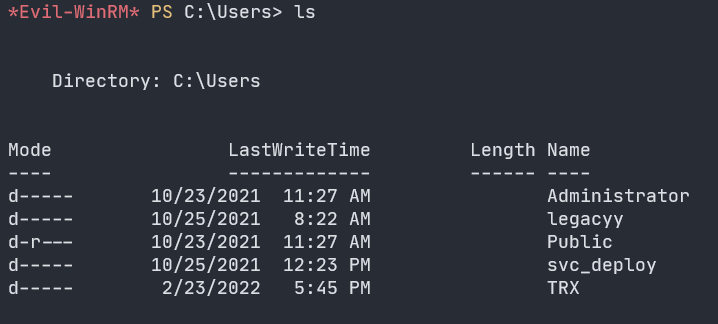 *Evil-WinRM* PS C:\Users> ls
Directory: C:\Users
Mode LastWriteTime Length Name
---- ------------- ------ ----
d----- 10/23/2021 11:27 AM Administrator
d----- 10/25/2021 8:22 AM legacyy
d-r--- 10/23/2021 11:27 AM Public
d----- 10/25/2021 12:23 PM svc_deploy
d----- 2/23/2022 5:45 PM TRX